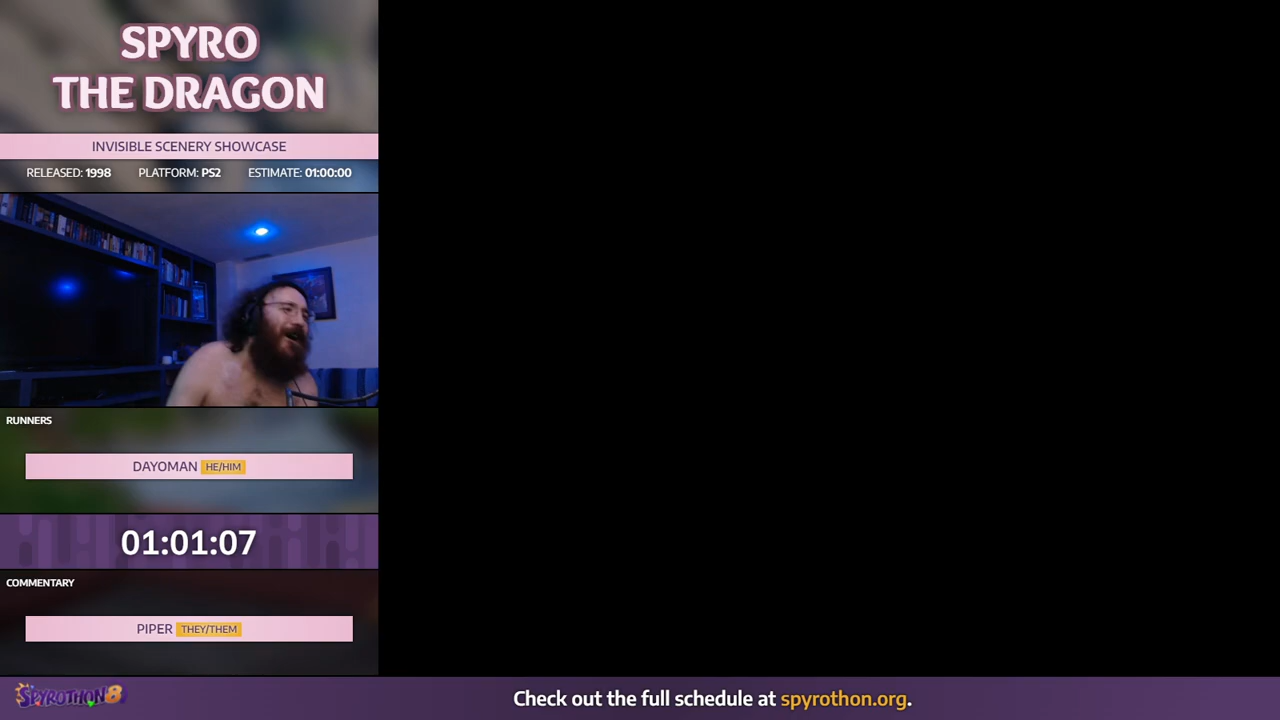 SPYRO
THE DRAGON
INVISIBLE SCENERY SHOWCASE
RELEASED: 1998 PLATFORM: PS2 ESTIMATE: 01:00:00
RUNNERS
DAYOMAN HE/HIM
01:01:07
COMMENTARY
PIPER THEY/THEM
SPYROTHON 8
Check out the full schedule at spyrothon.org.